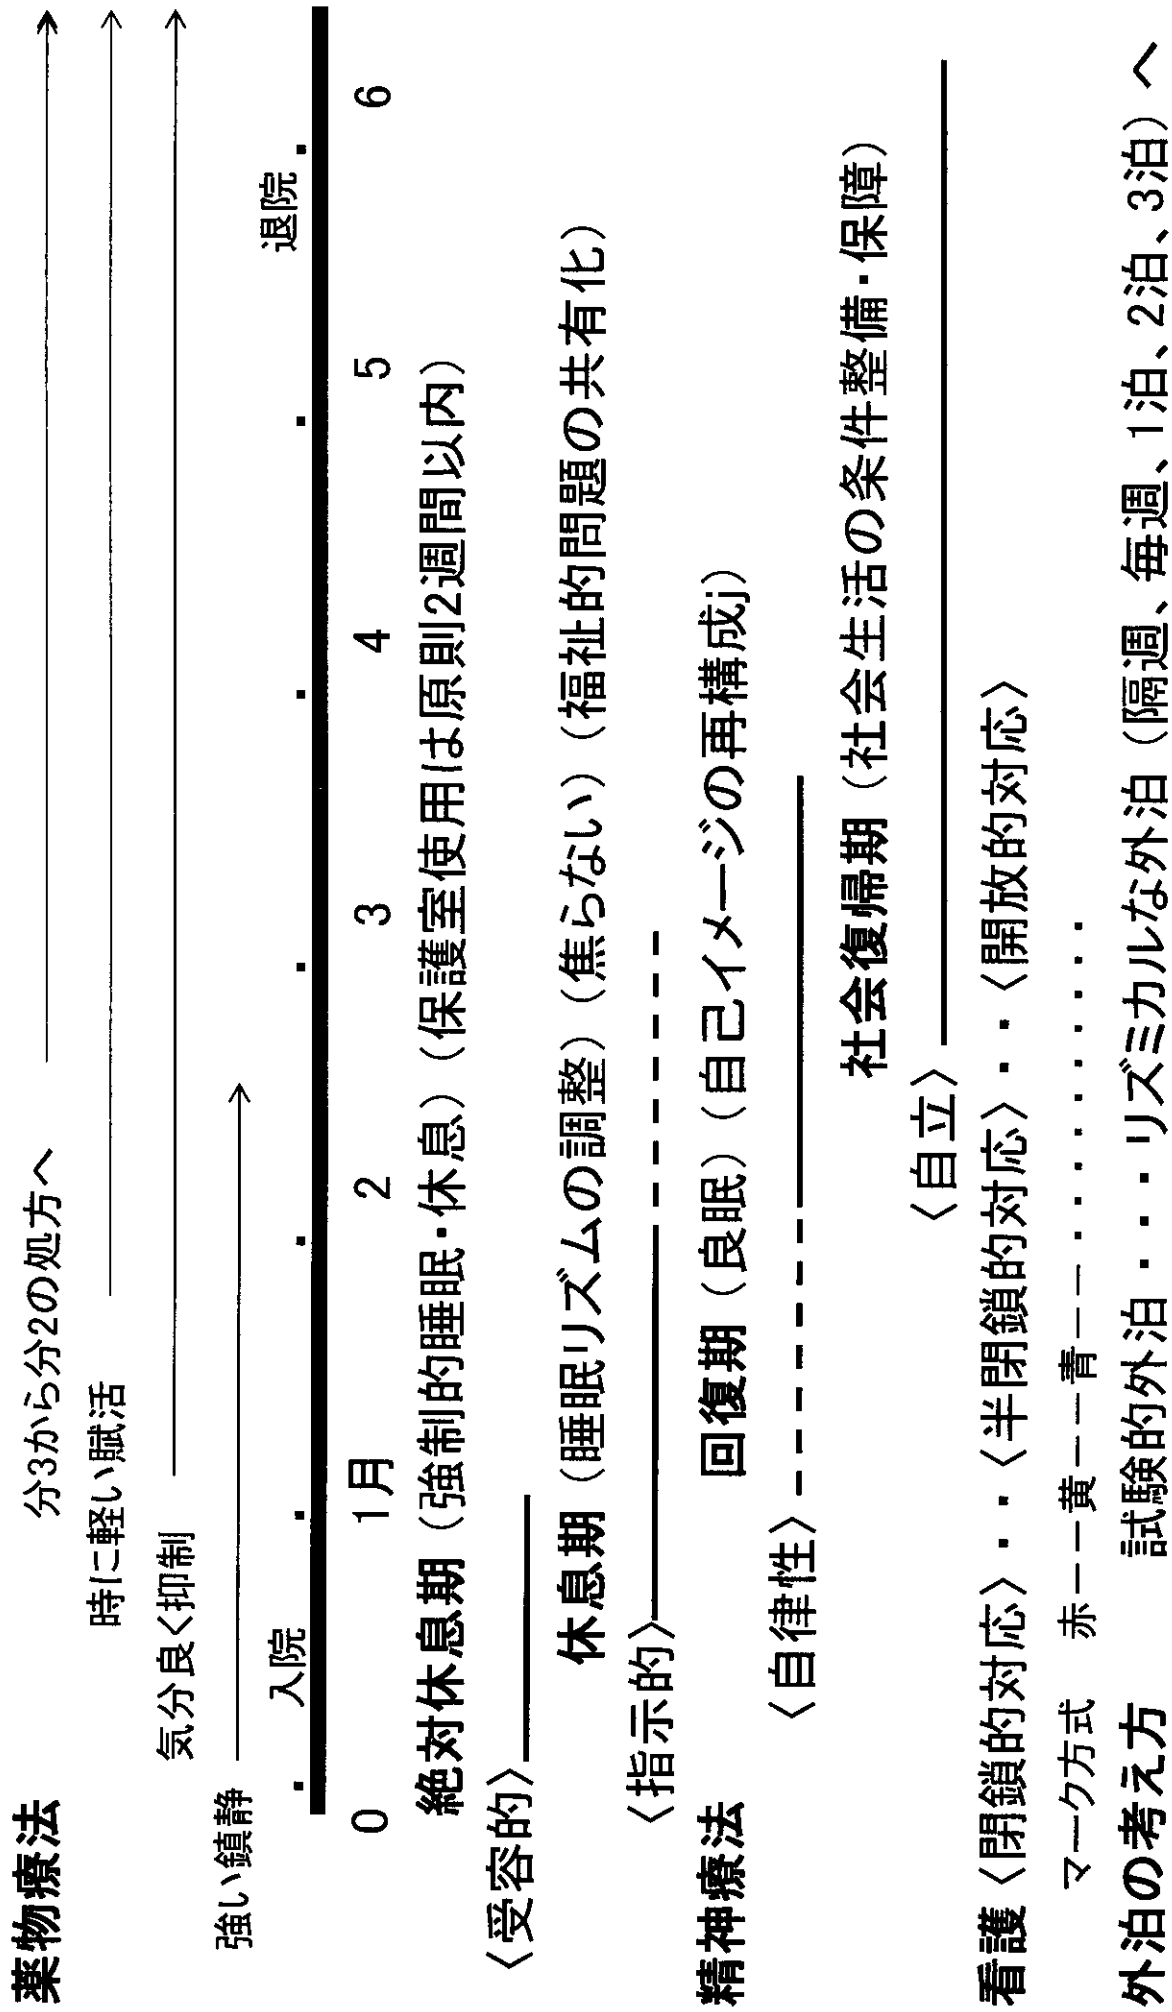 薬物療法
分3から分2の処方へ
時に軽い賦活
気分良く抑制
強い鎮静
入院
退院
0 1月 2 3 4 5 6
絶対休息期（強制的睡眠・休息）（保護室使用は原則2週間以内）
〈受容的〉
休息期（睡眠リズムの調整）（焦らない）（福祉的問題の共有化）
〈指示的〉
精神療法
回復期（良眠）（自己イメージの再構成j）
〈自律性〉
社会復帰期（社会生活の条件整備・保障）
〈自立〉
看護〈閉鎖的対応〉・・〈半閉鎖的対応〉・・〈開放的対応〉
マーク方式 赤－－－黄－－－青－－－・・・・・・・・
外泊の考え方 試験的外泊・・・リズミカルな外泊（隔週、毎週、1泊、2泊、3泊）へ